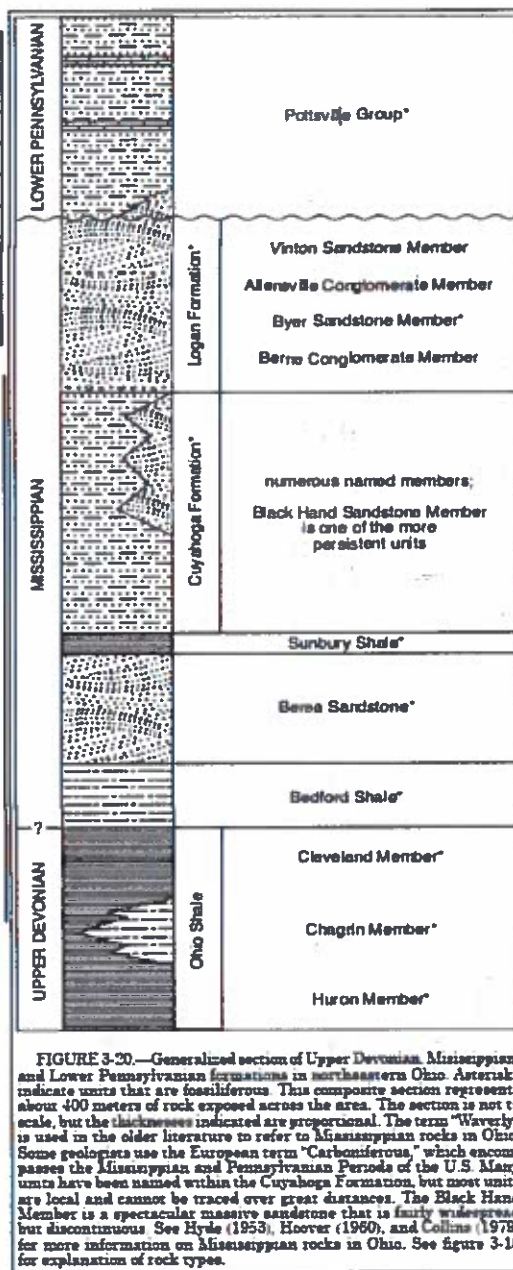 LOWER PENNSYLVANIAN
Pottsville Group*
MISSISSIPPIAN
Logan Formation*
Vinton Sandstone Member
Allensville Conglomerate Member
Byer Sandstone Member*
Berne Conglomerate Member
Cuyahoga Formation*
numerous named members;
Black Hand Sandstone Member
is one of the more
persistent units
Sunbury Shale*
Berea Sandstone*
Bedford Shale*
?
UPPER DEVONIAN
Ohio Shale
Cleveland Member*
Chagrin Member*
Huron Member*
FIGURE 3-20.—Generalized section of Upper Devonian, Mississippian
and Lower Pennsylvanian formations in northeastern Ohio. Asterisk
indicate units that are fossiliferous. This composite section represent
about 400 meters of rock exposed across the area. The section is not t
scale, but the thicknesses indicated are proportional. The term "Waverly
is used in the older literature to refer to Mississippian rocks in Ohio
Some geologists use the European term "Carboniferous," which encom
passes the Mississippian and Pennsylvanian Periods of the U.S. Many
units have been named within the Cuyahoga Formation, but most unit
are local and cannot be traced over great distances. The Black Hand
Member is a spectacular massive sandstone that is fairly widespread
but discontinuous. See Hyde (1953), Hoover (1960), and Collins (1979
for more information on Mississippian rocks in Ohio. See figure
for explanation of rock types.